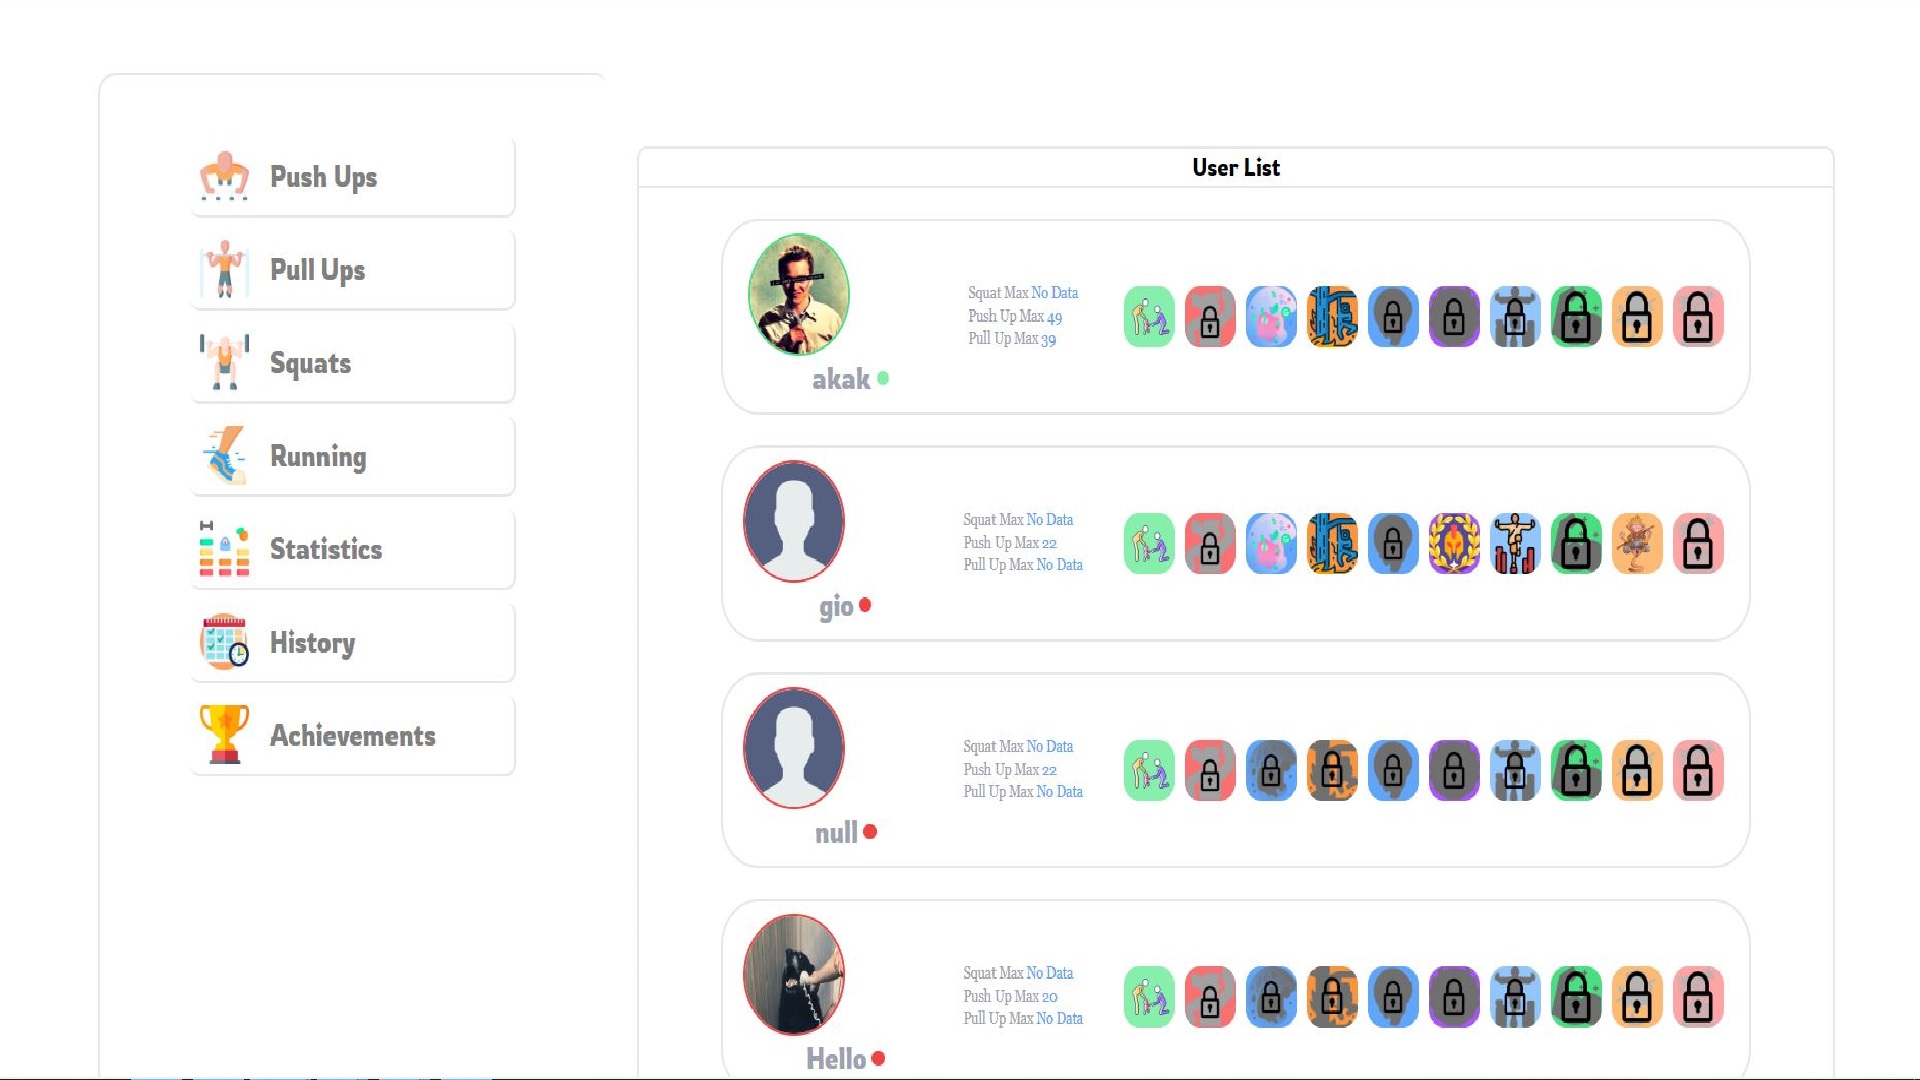 Push Ups
Pull Ups
Squats
Running
Statistics
History
Achievements
User List
Squat Max No Data
Push Up Max 49
Pull Up Max 39
akak
Squat Max No Data
Push Up Max 22
Pull Up Max No Data
gio
Squat Max No Data
Push Up Max 22
Pull Up Max No Data
null
Squat Max No Data
Push Up Max 20
Pull Up Max No Data
Hello